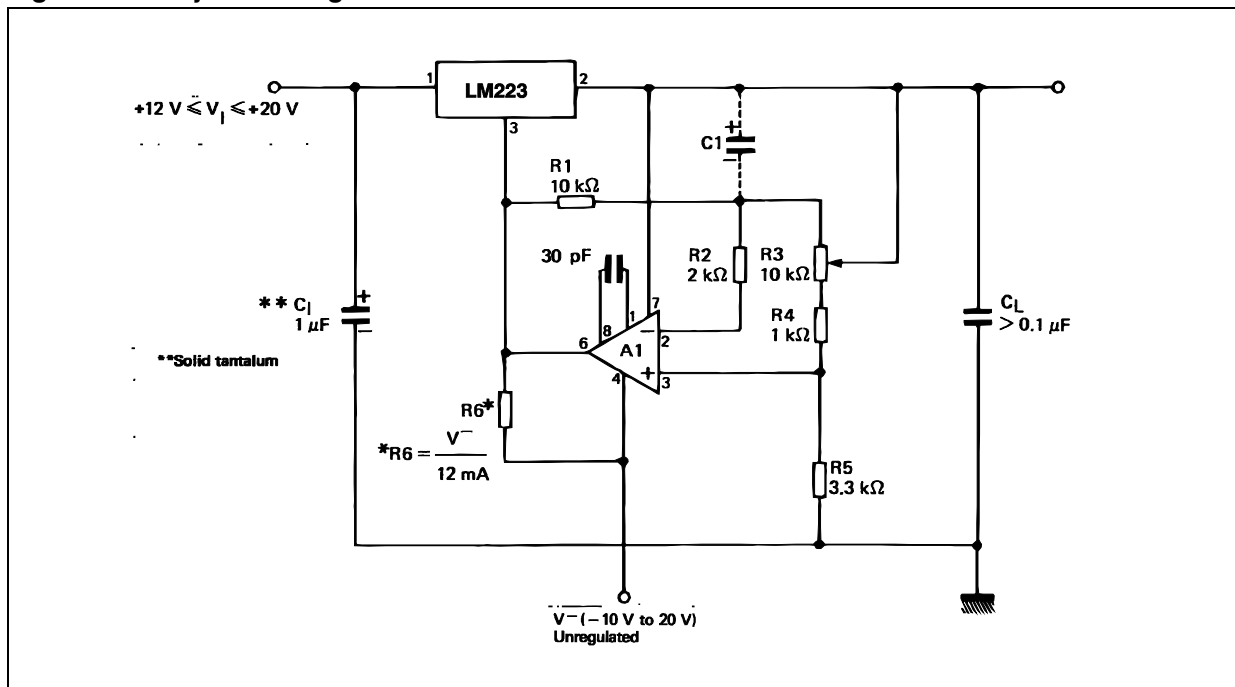 LM223
1
2
3
+12 V ⩽ V_I ⩽ +20 V
C1
+
−
R1
10 kΩ
30 pF
R2
2 kΩ
R3
10 kΩ
R4
1 kΩ
** C_I
1 µF
+
−
C_L
> 0.1 µF
7
1
8
−
2
6
A1
4
+
3
**Solid tantalum
R6*
*R6 = V⁻
12 mA
R5
3.3 kΩ
V⁻ (−10 V to 20 V)
Unregulated